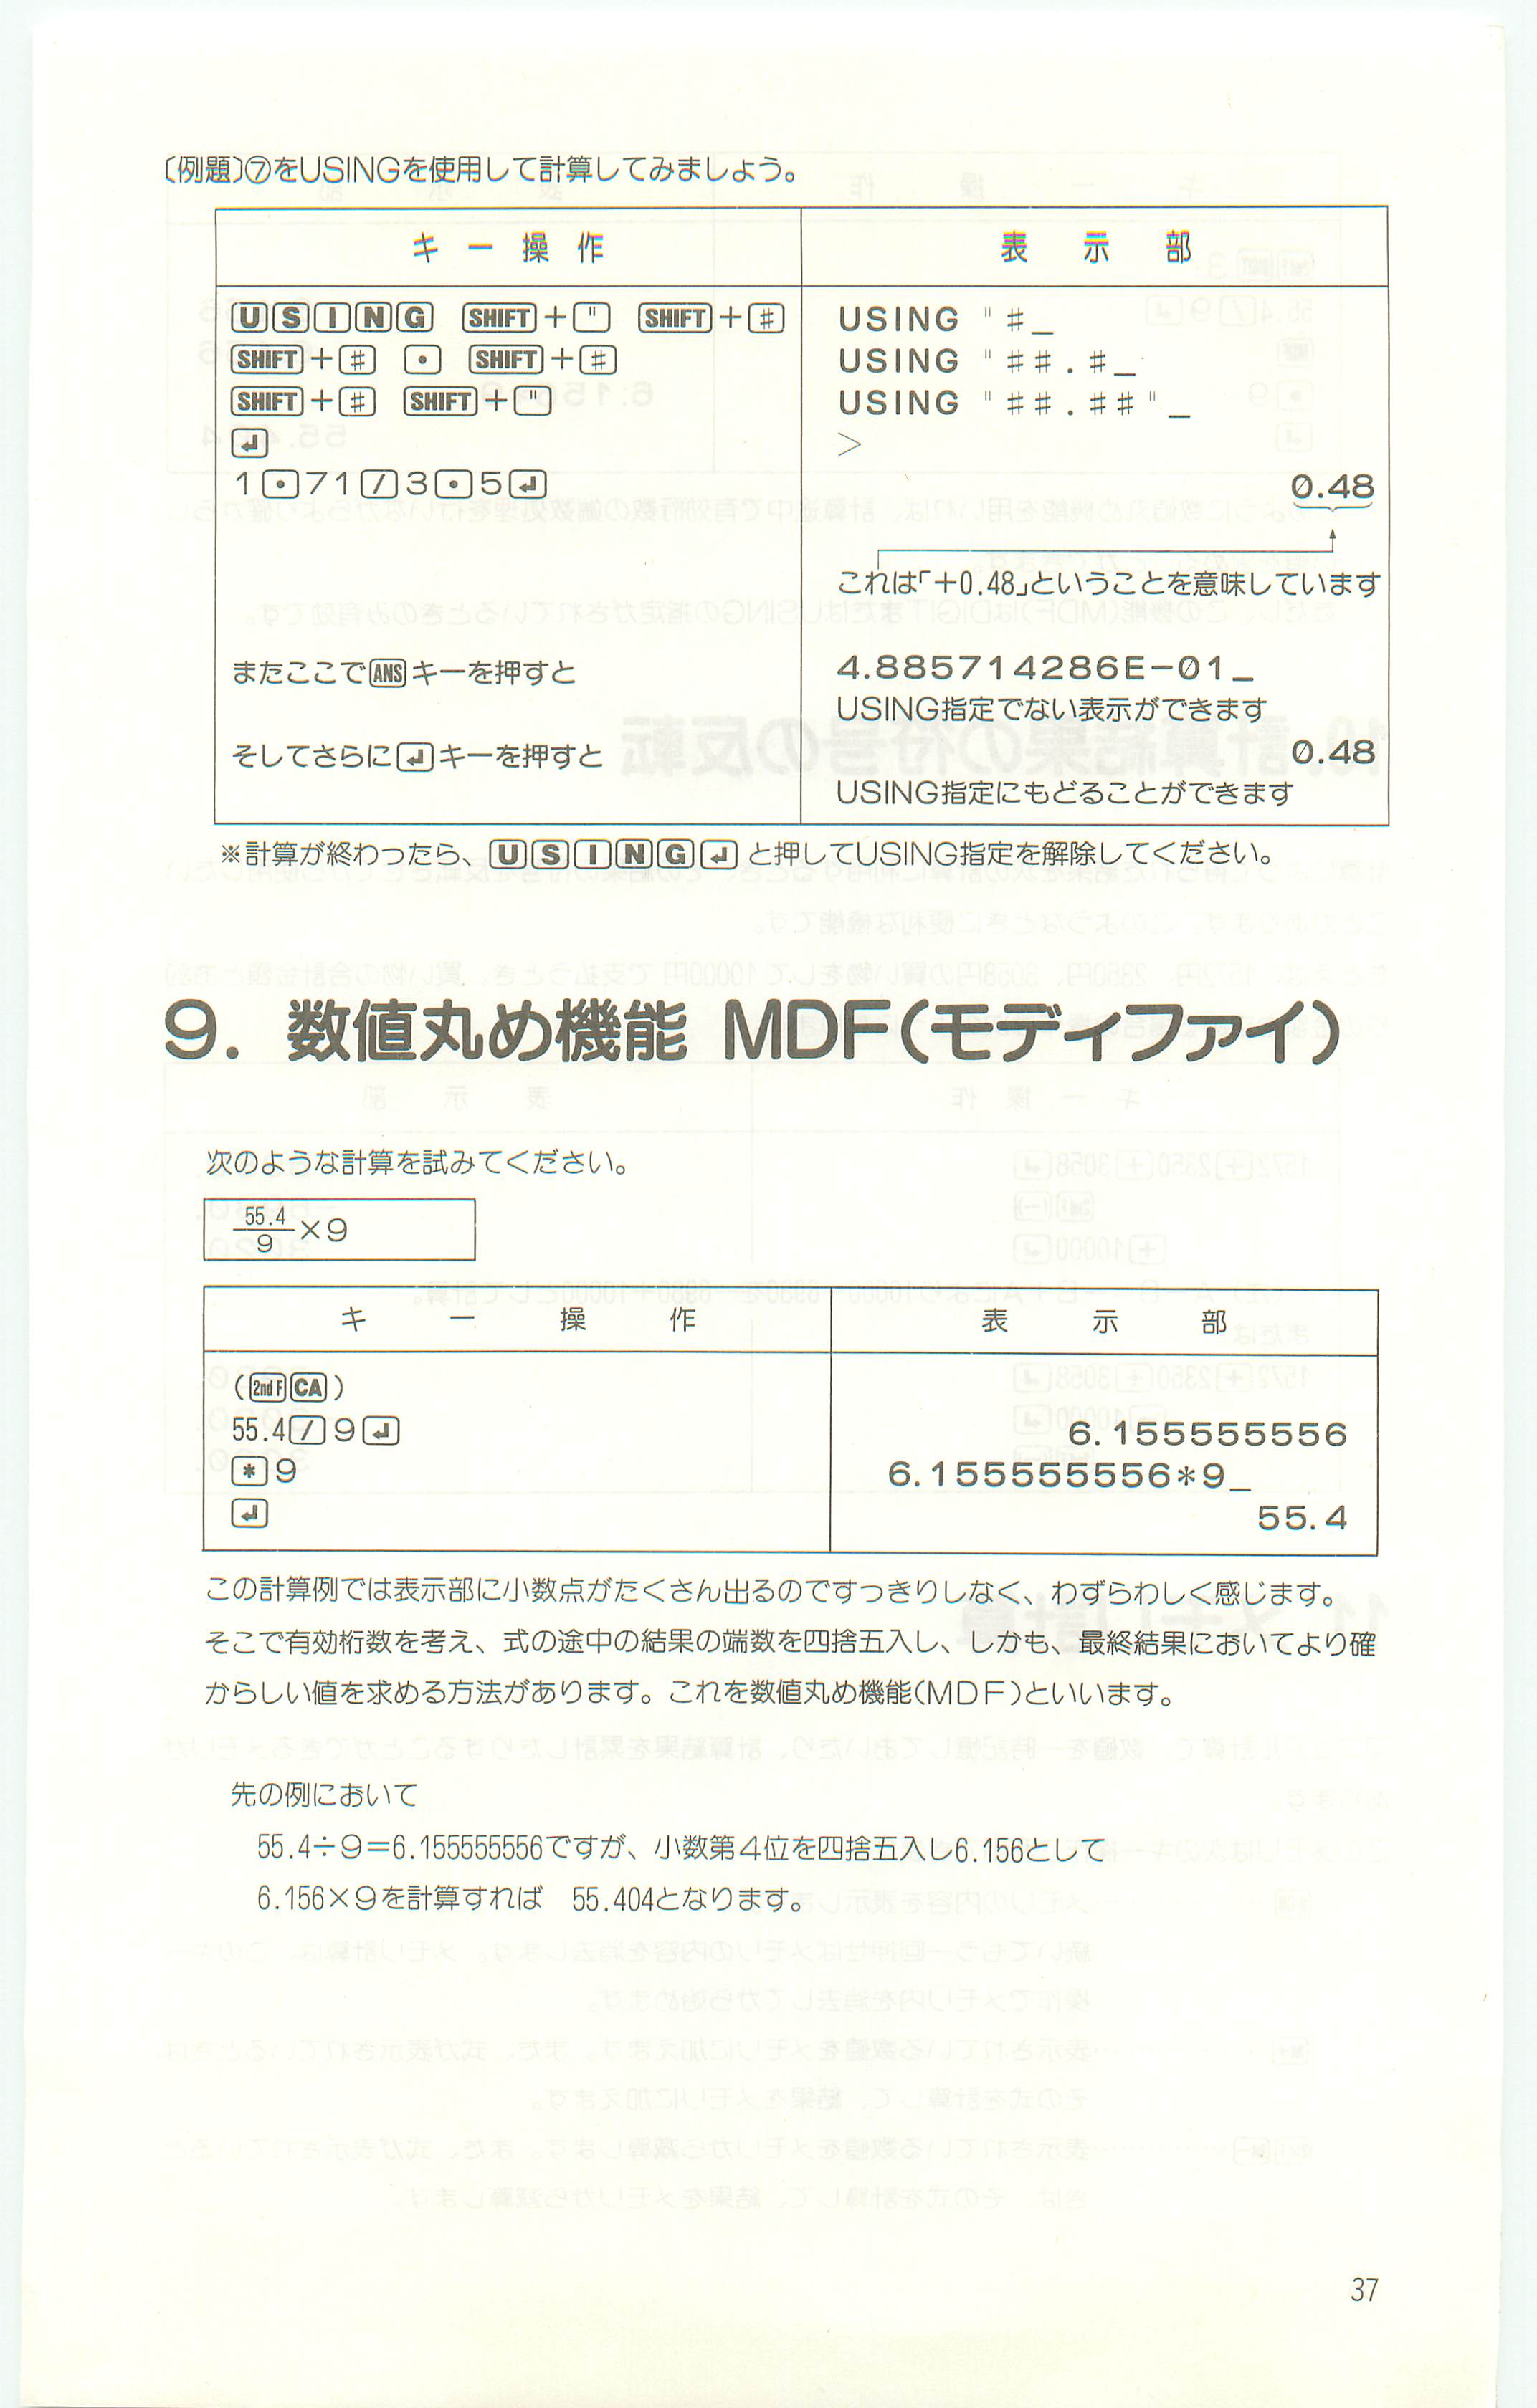 〔例題〕⑦をUSINGを使用して計算してみましょう。
キー操作 表示部
U S I N G SHIFT+" SHIFT+# USING "#_
SHIFT+# ・ SHIFT+# USING "##.#_
SHIFT+# SHIFT+" USING "##.##"_
↵ >
1・71/3・5↵ 0.48
これは「+0.48」ということを意味しています
またここでANSキーを押すと 4.885714286E-01_
USING指定でない表示ができます
そしてさらに↵キーを押すと 0.48
USING指定にもどることができます
※計算が終わったら、USING↵と押してUSING指定を解除してください。
9. 数値丸め機能 MDF(モディファイ)
次のような計算を試みてください。
55.4/9×9
キー操作 表示部
(2ndF CA)
55.4/9↵ 6.155555556
*9 6.155555556*9_
↵ 55.4
この計算例では表示部に小数点がたくさん出るのですっきりしなく、わずらわしく感じます。
そこで有効桁数を考え、式の途中の結果の端数を四捨五入し、しかも、最終結果においてより確
からしい値を求める方法があります。これを数値丸め機能(MDF)といいます。
先の例において
55.4÷9=6.155555556ですが、小数第4位を四捨五入し6.156として
6.156×9を計算すれば 55.404となります。
37